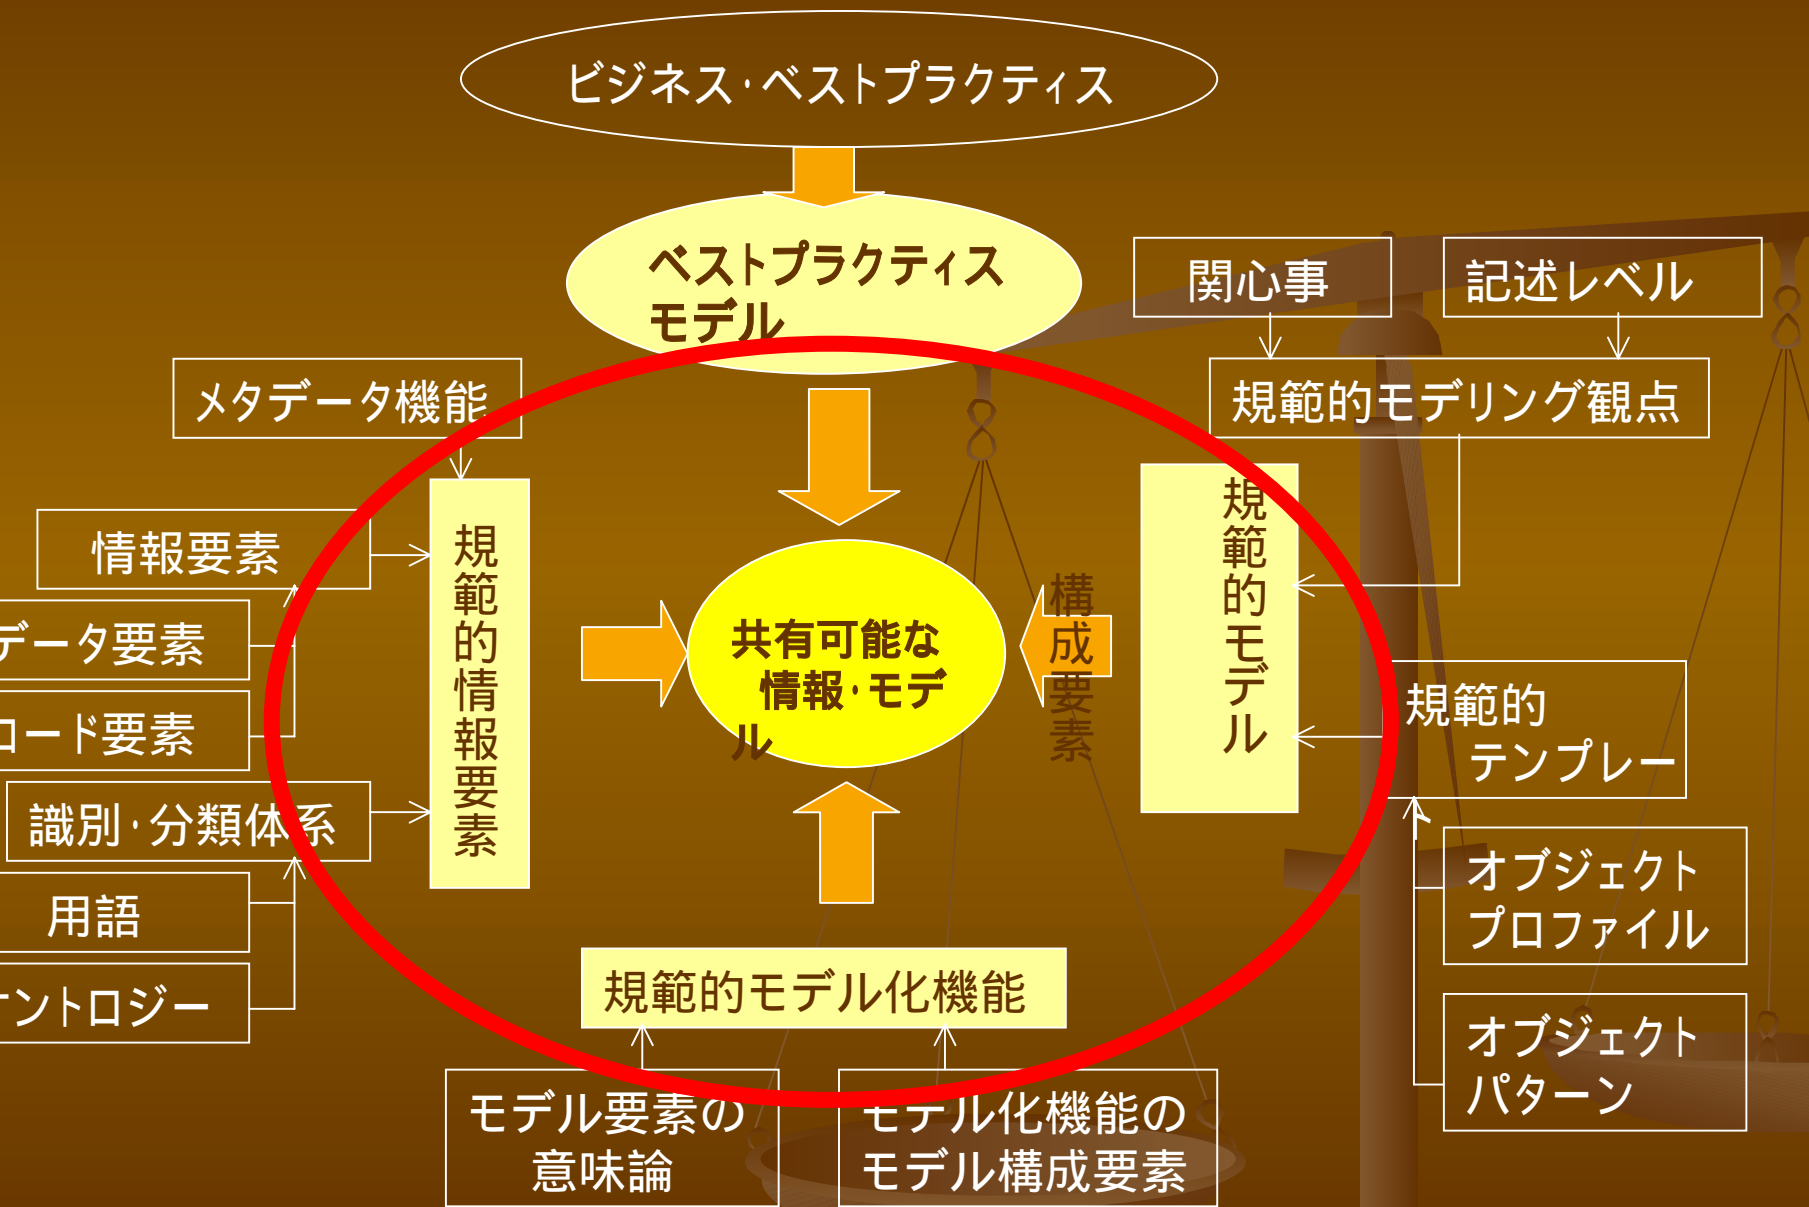 ビジネス・ベストプラクティス
ベストプラクティス
モデル
関心事
記述レベル
メタデータ機能
規範的モデリング観点
規範的情報要素
規範的モデル
構成要素
情報要素
データ要素
コード要素
識別・分類体系
用語
オントロジー
共有可能な
情報・モデ
ル
規範的
テンプレー
ト
オブジェクト
プロファイル
オブジェクト
パターン
規範的モデル化機能
モデル要素の
意味論
モデル化機能の
モデル構成要素